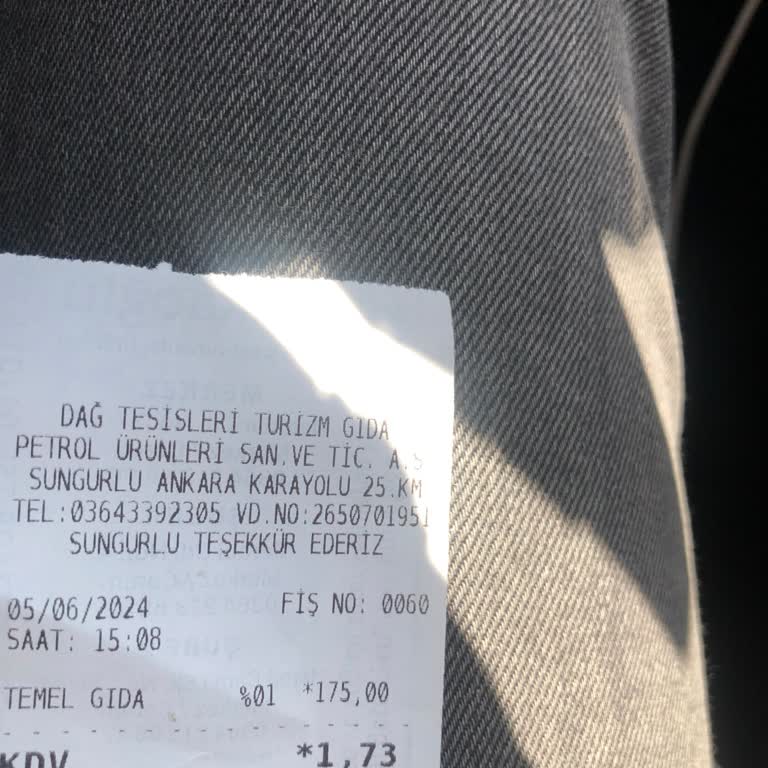 DAĞ TESİSLERİ TURİZM GIDA
PETROL ÜRÜNLERİ SAN.VE TİC. A.Ş
SUNGURLU ANKARA KARAYOLU 25.KM
TEL:03643392305 VD.NO:2650701951
SUNGURLU TEŞEKKÜR EDERİZ
05/06/2024 FİŞ NO: 0060
SAAT: 15:08
TEMEL GIDA %01 *175,00
KDV *1,73